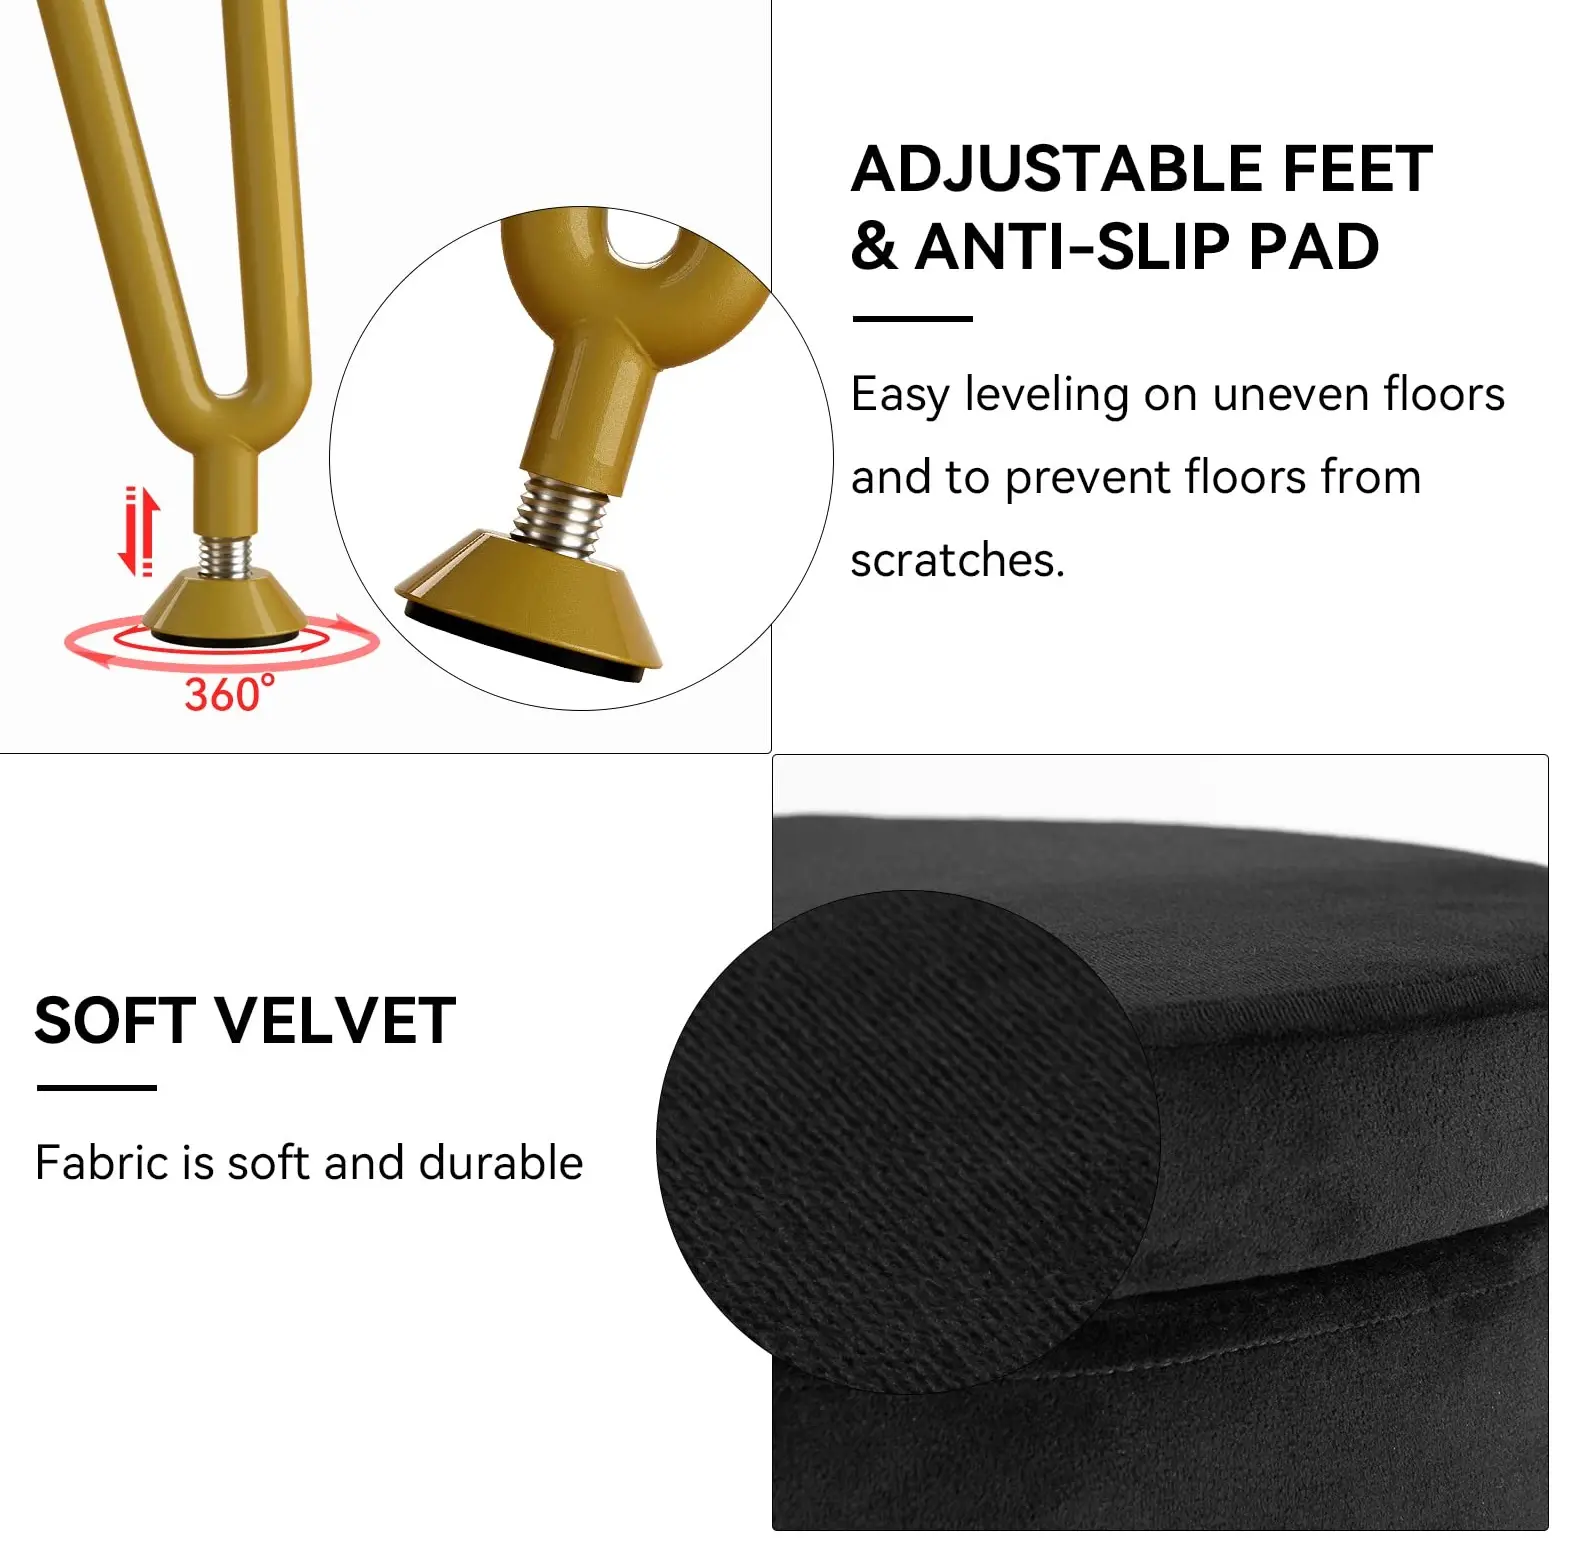 ADJUSTABLE FEET
& ANTI-SLIP PAD
Easy leveling on uneven floors
and to prevent floors from
scratches.
360°
SOFT VELVET
Fabric is soft and durable